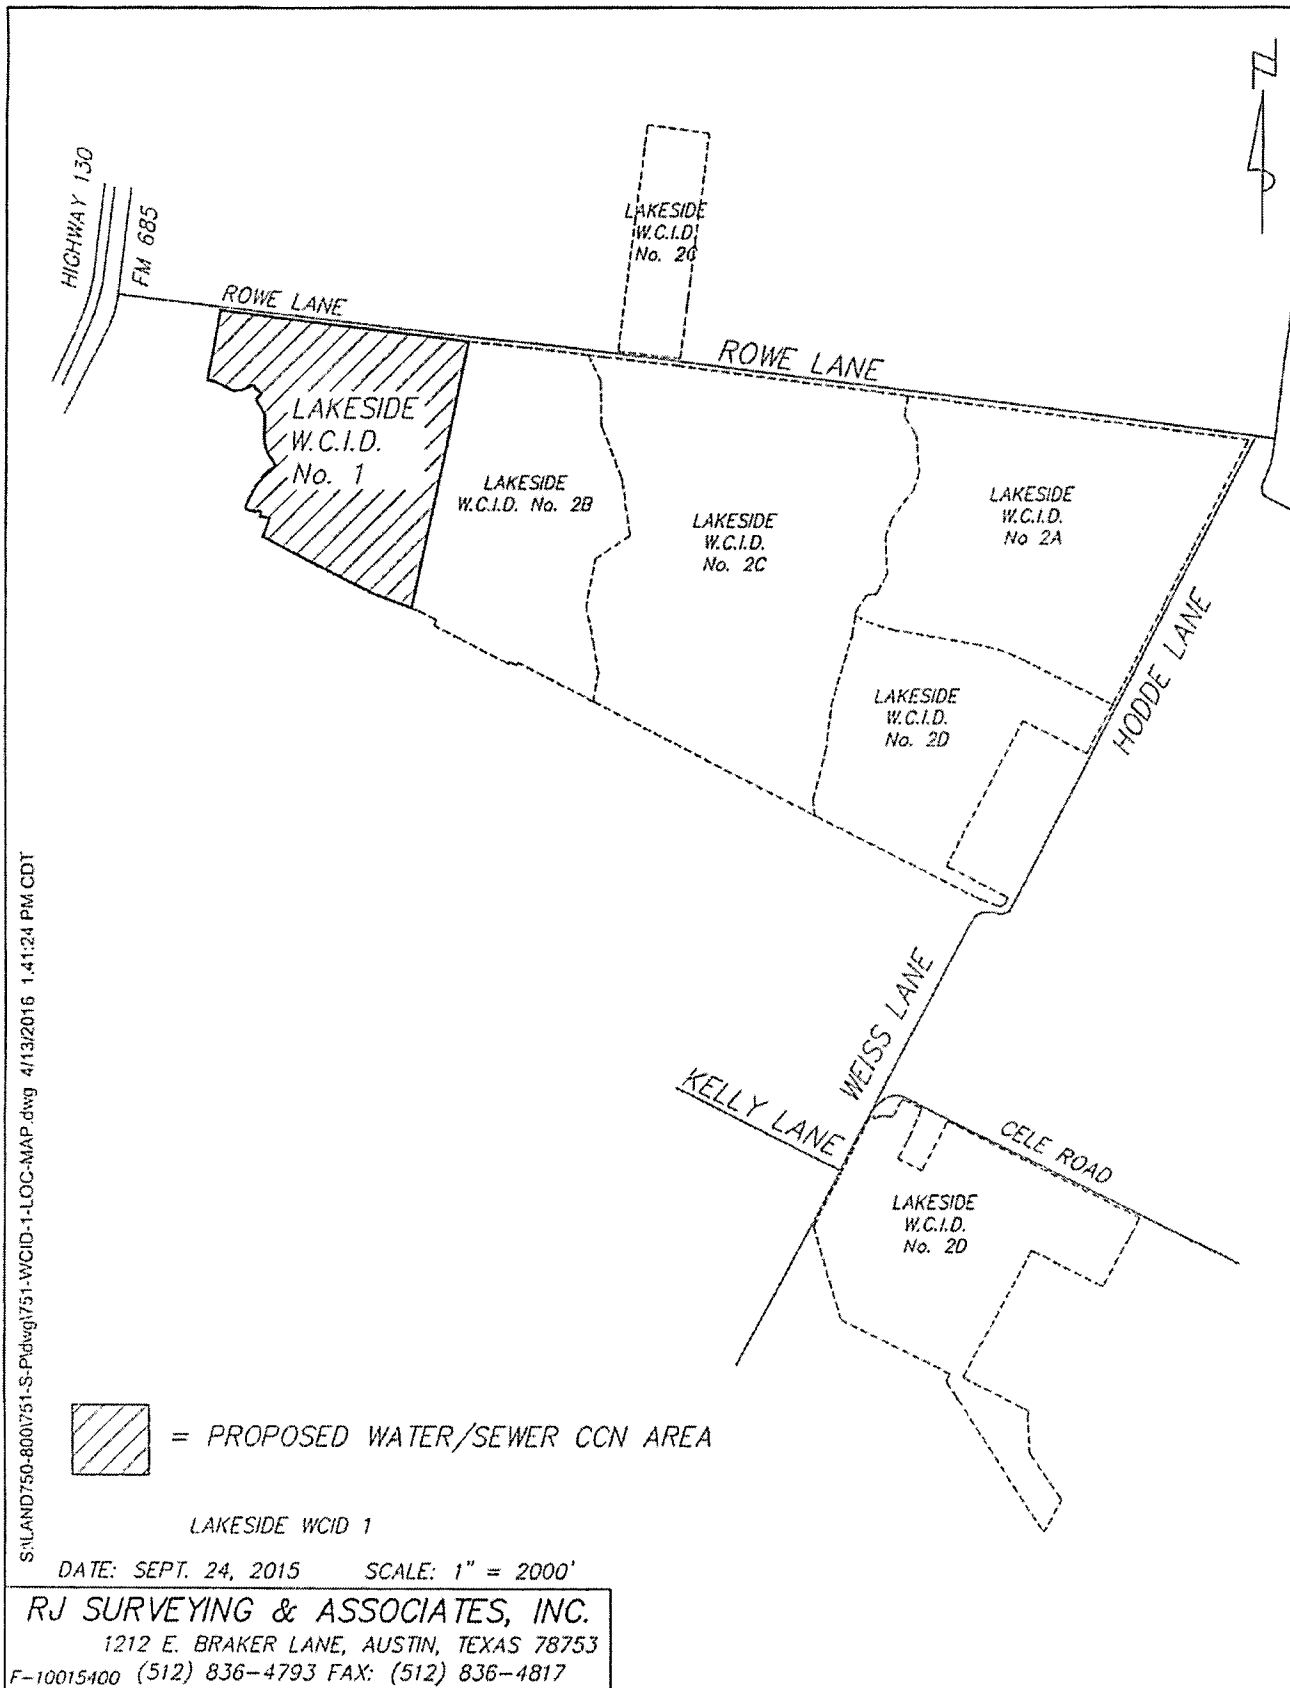 HIGHWAY 130
FM 685
LAKESIDE
W.C.I.D
No. 2C
ROWE LANE
ROWE LANE
LAKESIDE
W.C.I.D.
No. 1
LAKESIDE
W.C.I.D. No. 2B
LAKESIDE
W.C.I.D.
No. 2C
LAKESIDE
W.C.I.D.
No 2A
HODDE LANE
LAKESIDE
W.C.I.D.
No. 2D
WEISS LANE
KELLY LANE
CELE ROAD
LAKESIDE
W.C.I.D.
No. 2D
S:\LAND750-800\751-S-P\dwg\751-WCID-1-LOC-MAP.dwg 4/13/2016 1:41:24 PM CDT
= PROPOSED WATER/SEWER CCN AREA
LAKESIDE WCID 1
DATE: SEPT. 24, 2015 SCALE: 1" = 2000'
RJ SURVEYING & ASSOCIATES, INC.
1212 E. BRAKER LANE, AUSTIN, TEXAS 78753
F-10015400 (512) 836-4793 FAX: (512) 836-4817